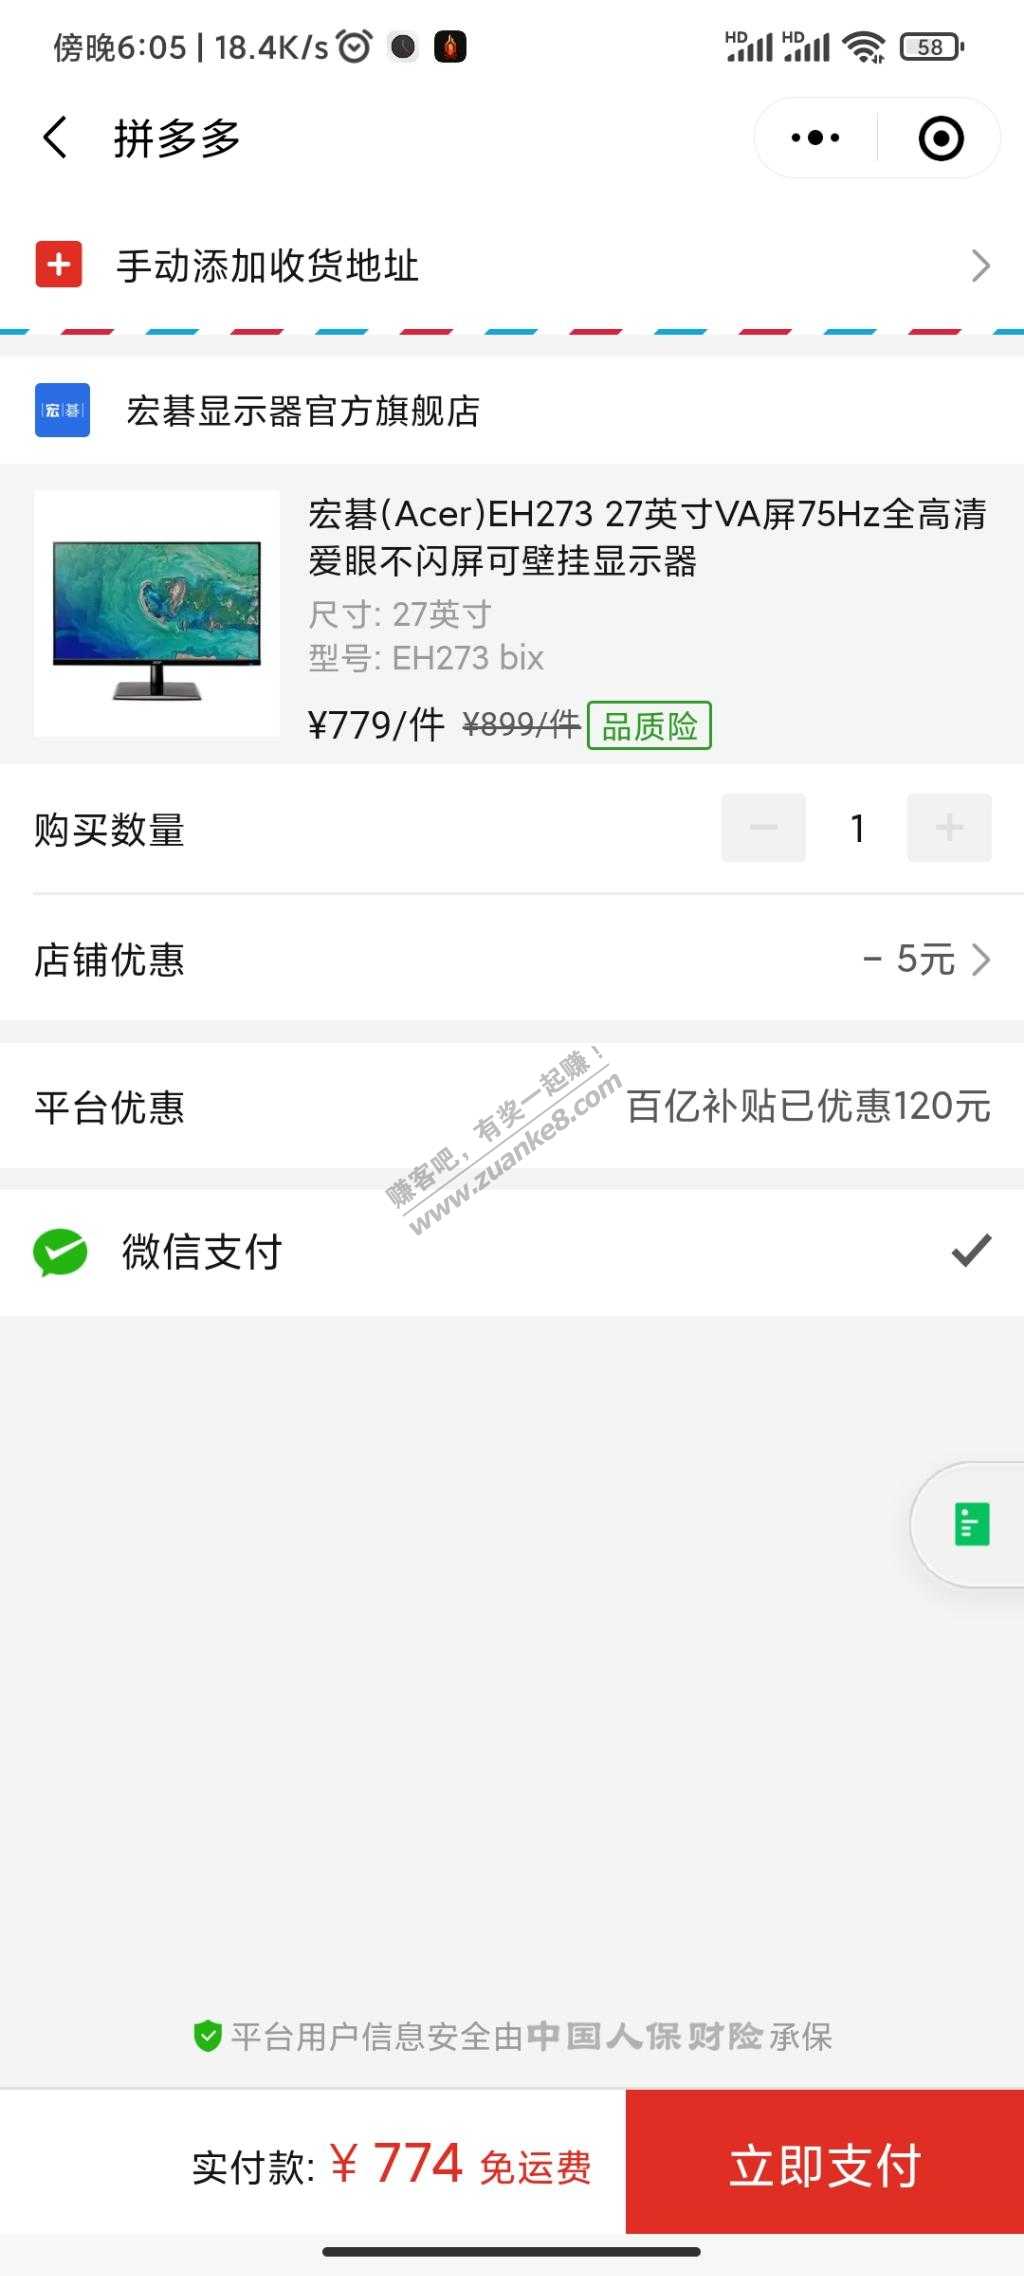 傍晚6:05 | 18.4K/s
HD HD 58
拼多多
手动添加收货地址
宏碁 宏碁显示器官方旗舰店
宏碁(Acer)EH273 27英寸VA屏75Hz全高清
爱眼不闪屏可壁挂显示器
尺寸: 27英寸
型号: EH273 bix
¥779/件 ¥899/件 品质险
购买数量 1
店铺优惠 - 5元
平台优惠 百亿补贴已优惠120元
赚客吧，有奖一起赚！
www.zuanke8.com
微信支付
平台用户信息安全由中国人保财险承保
实付款: ¥ 774 免运费
立即支付